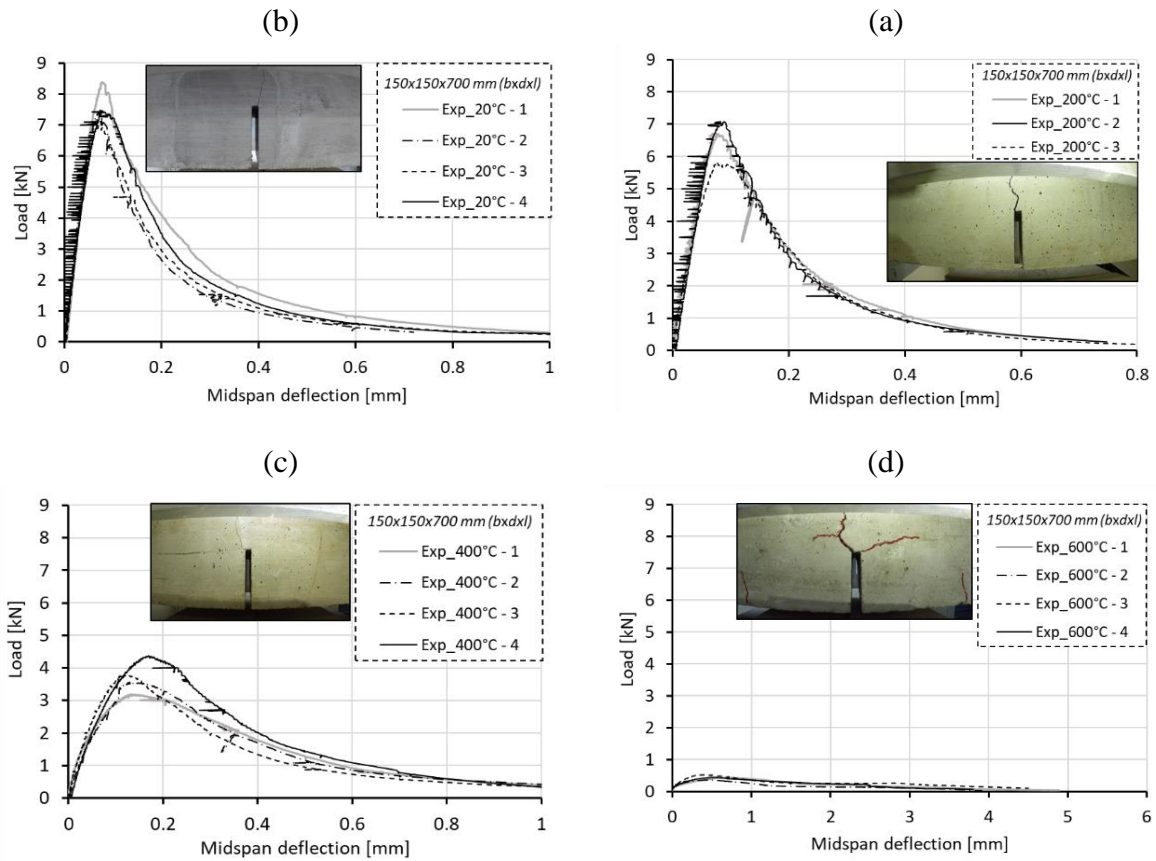 (b)
150x150x700 mm (bxdxl)
Exp_20°C - 1
Exp_20°C - 2
Exp_20°C - 3
Exp_20°C - 4
Load [kN]
9
8
7
6
5
4
3
2
1
0
0 0.2 0.4 0.6 0.8 1
Midspan deflection [mm]
(a)
150x150x700 mm (bxdxl)
Exp_200°C - 1
Exp_200°C - 2
Exp_200°C - 3
Load [kN]
9
8
7
6
5
4
3
2
1
0
0 0.2 0.4 0.6 0.8
Midspan deflection [mm]
(c)
150x150x700 mm (bxdxl)
Exp_400°C - 1
Exp_400°C - 2
Exp_400°C - 3
Exp_400°C - 4
Load [kN]
9
8
7
6
5
4
3
2
1
0
0 0.2 0.4 0.6 0.8 1
Midspan deflection [mm]
(d)
150x150x700 mm (bxdxl)
Exp_600°C - 1
Exp_600°C - 2
Exp_600°C - 3
Exp_600°C - 4
Load [kN]
9
8
7
6
5
4
3
2
1
0
0 1 2 3 4 5 6
Midspan deflection [mm]